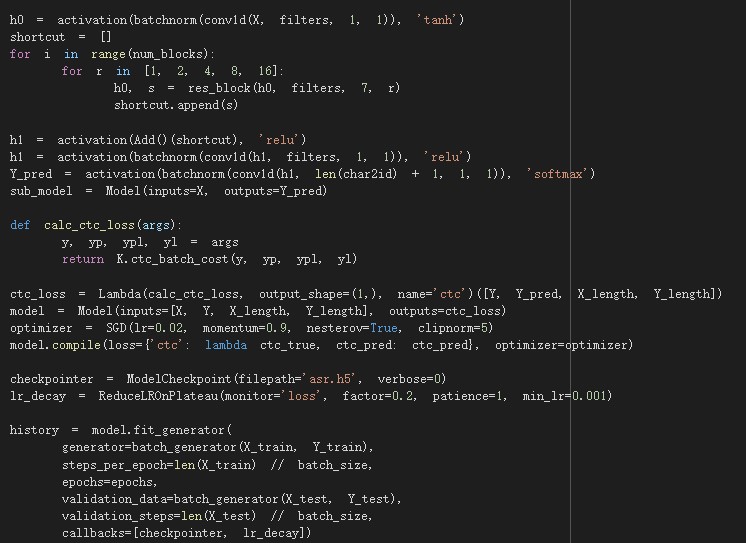 h0 = activation(batchnorm(conv1d(X, filters, 1, 1)), 'tanh')
shortcut = []
for i in range(num_blocks):
    for r in [1, 2, 4, 8, 16]:
        h0, s = res_block(h0, filters, 7, r)
        shortcut.append(s)
h1 = activation(Add()(shortcut), 'relu')
h1 = activation(batchnorm(conv1d(h1, filters, 1, 1)), 'relu')
Y_pred = activation(batchnorm(conv1d(h1, len(char2id) + 1, 1, 1)), 'softmax')
sub_model = Model(inputs=X, outputs=Y_pred)
def calc_ctc_loss(args):
    y, yp, ypl, yl = args
    return K.ctc_batch_cost(y, yp, ypl, yl)
ctc_loss = Lambda(calc_ctc_loss, output_shape=(1,), name='ctc')([Y, Y_pred, X_length, Y_length])
model = Model(inputs=[X, Y, X_length, Y_length], outputs=ctc_loss)
optimizer = SGD(lr=0.02, momentum=0.9, nesterov=True, clipnorm=5)
model.compile(loss={'ctc': lambda ctc_true, ctc_pred: ctc_pred}, optimizer=optimizer)
checkpointer = ModelCheckpoint(filepath='asr.h5', verbose=0)
lr_decay = ReduceLROnPlateau(monitor='loss', factor=0.2, patience=1, min_lr=0.001)
history = model.fit_generator(
    generator=batch_generator(X_train, Y_train),
    steps_per_epoch=len(X_train) // batch_size,
    epochs=epochs,
    validation_data=batch_generator(X_test, Y_test),
    validation_steps=len(X_test) // batch_size,
    callbacks=[checkpointer, lr_decay])